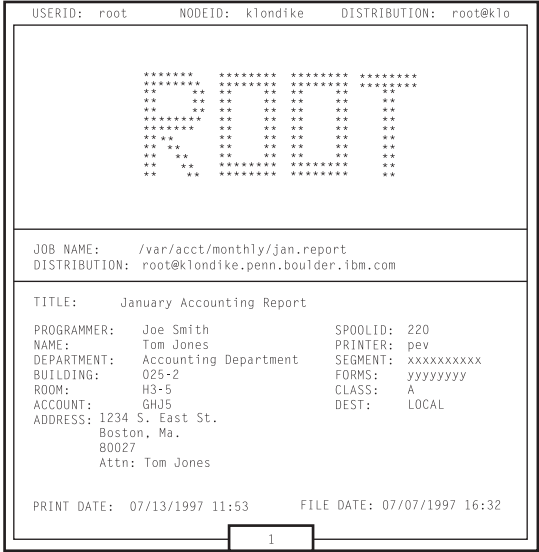 USERID: root NODEID: klondike DISTRIBUTION: root@klo
ROOT
JOB NAME: /var/acct/monthly/jan.report
DISTRIBUTION: root@klondike.penn.boulder.ibm.com
TITLE: January Accounting Report
PROGRAMMER: Joe Smith SPOOLID: 220
NAME: Tom Jones PRINTER: pev
DEPARTMENT: Accounting Department SEGMENT: xxxxxxxxxx
BUILDING: 025-2 FORMS: yyyyyyyy
ROOM: H3-5 CLASS: A
ACCOUNT: GHJ5 DEST: LOCAL
ADDRESS: 1234 S. East St.
Boston, Ma.
80027
Attn: Tom Jones
PRINT DATE: 07/13/1997 11:53 FILE DATE: 07/07/1997 16:32
1